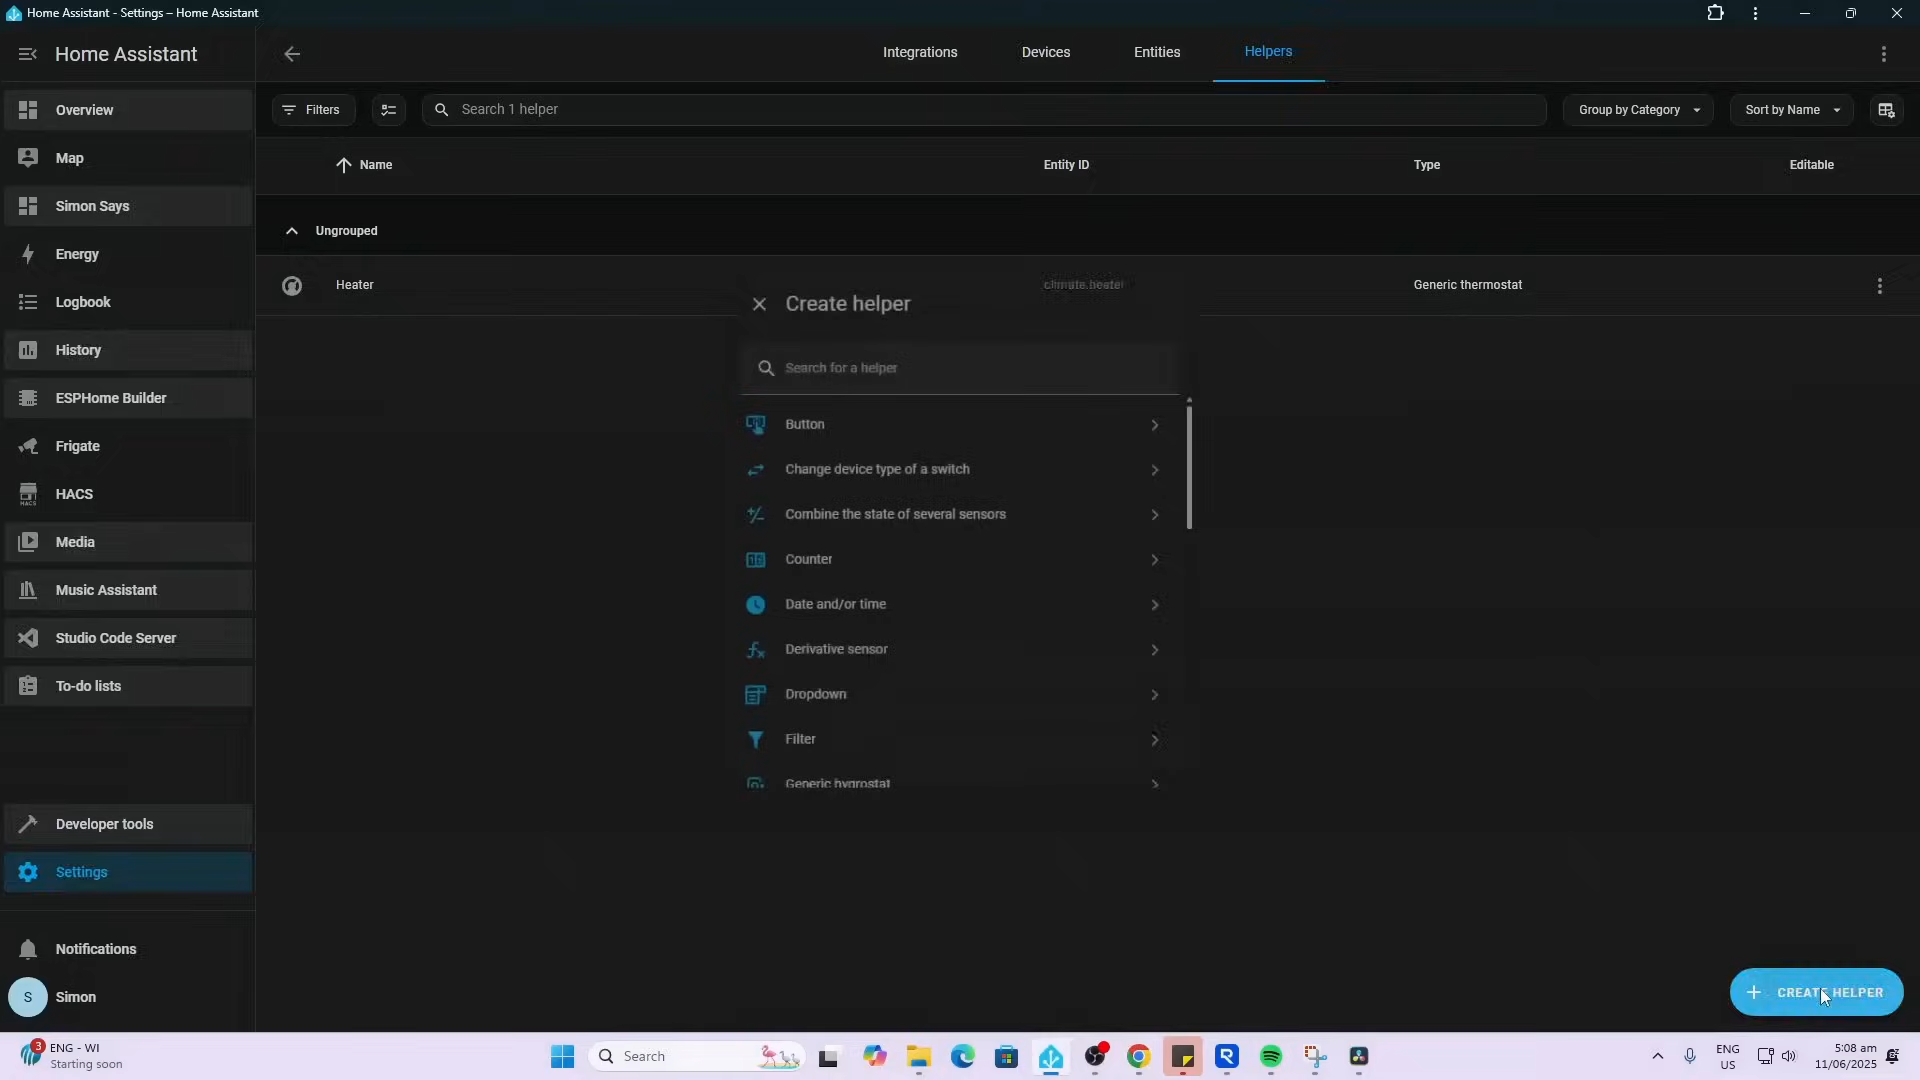 Home Assistant - Settings – Home Assistant
Home Assistant
Integrations
Devices
Entities
Helpers
Overview
Map
Simon Says
Energy
Logbook
History
ESPHome Builder
Frigate
HACS
HACS
Media
Music Assistant
Studio Code Server
To-do lists
Developer tools
Settings
Notifications
S
Simon
Filters
Search 1 helper
Group by Category
Sort by Name
Name
Entity ID
Type
Editable
Ungrouped
Heater
climate.heater
Generic thermostat
Create helper
Search for a helper
Button
Change device type of a switch
Combine the state of several sensors
Counter
Date and/or time
Derivative sensor
Dropdown
Filter
Generic hygrostat
CREATE HELPER
3
ENG - WI
Starting soon
Search
ENG
US
5:08 am
11/06/2025